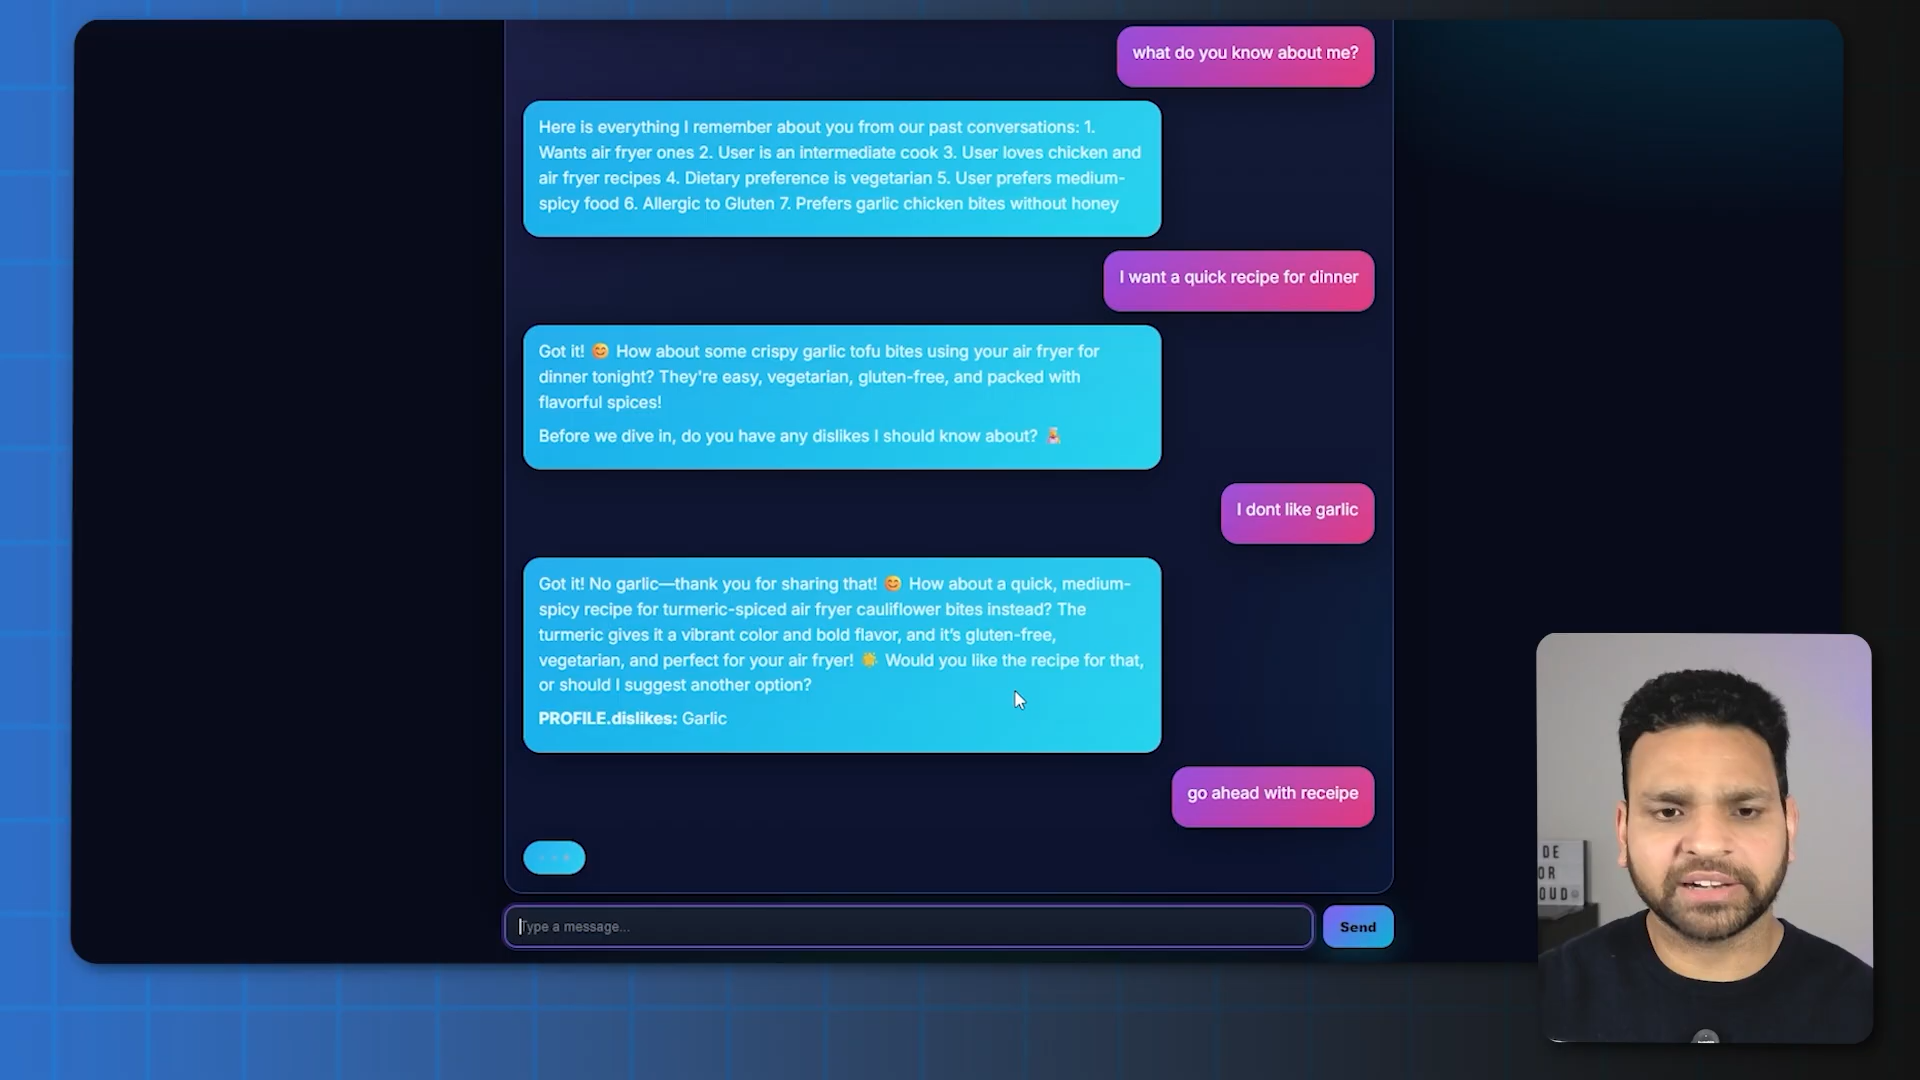 what do you know about me?
Here is everything I remember about you from our past conversations: 1.
Wants air fryer ones 2. User is an intermediate cook 3. User loves chicken and
air fryer recipes 4. Dietary preference is vegetarian 5. User prefers medium-
spicy food 6. Allergic to Gluten 7. Prefers garlic chicken bites without honey
I want a quick recipe for dinner
Got it! 😊 How about some crispy garlic tofu bites using your air fryer for
dinner tonight? They're easy, vegetarian, gluten-free, and packed with
flavorful spices!
Before we dive in, do you have any dislikes I should know about?
I dont like garlic
Got it! No garlic—thank you for sharing that! 😊 How about a quick, medium-
spicy recipe for turmeric-spiced air fryer cauliflower bites instead? The
turmeric gives it a vibrant color and bold flavor, and it's gluten-free,
vegetarian, and perfect for your air fryer! 🌟 Would you like the recipe for that,
or should I suggest another option?
PROFILE.dislikes: Garlic
go ahead with receipe
Type a message...
Send
DE
OR
OUD